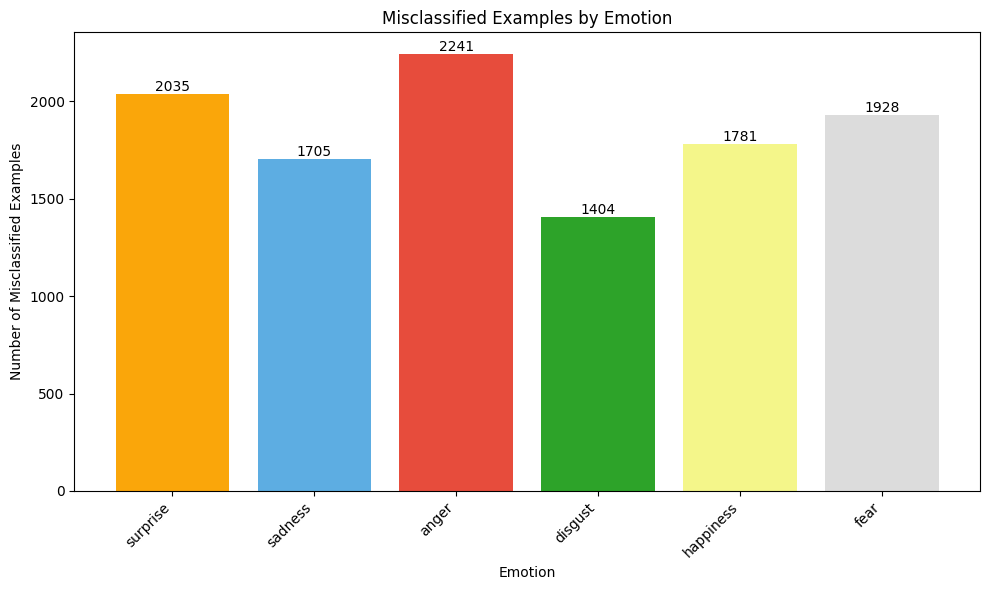 Misclassified Examples by Emotion
Number of Misclassified Examples
2000
1500
1000
500
0
2035
1705
2241
1404
1781
1928
surprise
sadness
anger
disgust
happiness
fear
Emotion